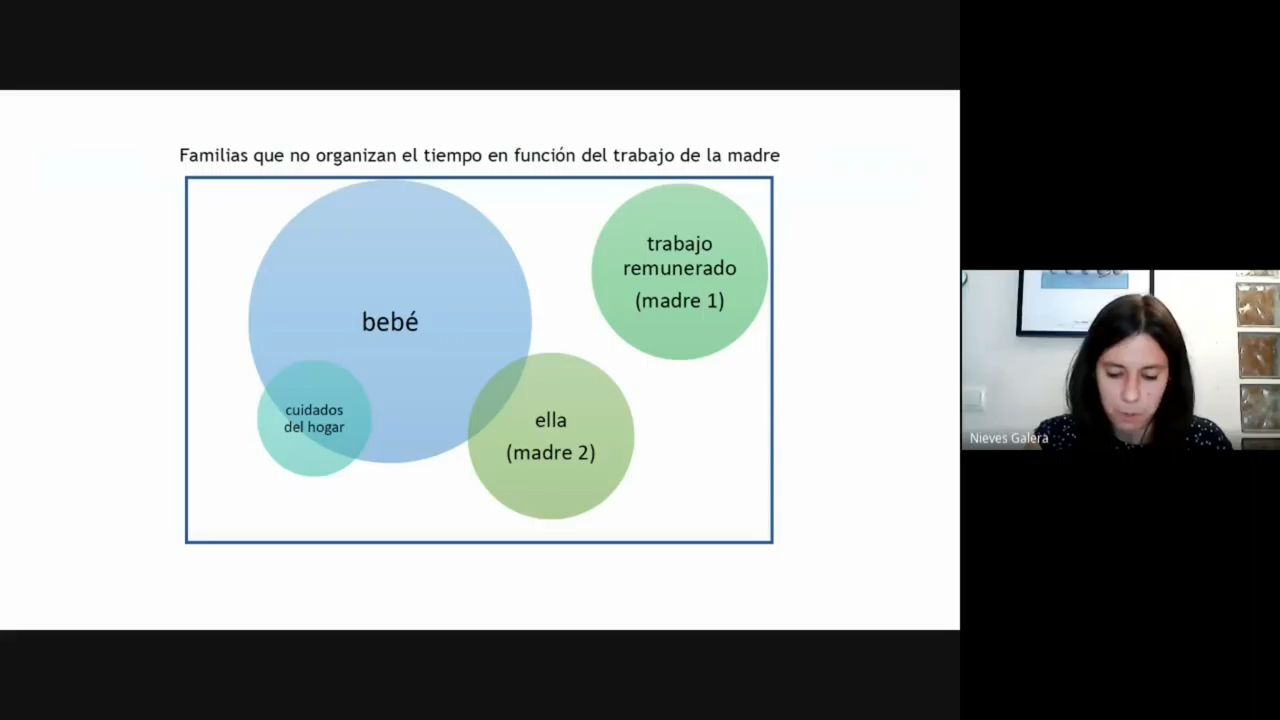 Familias que no organizan el tiempo en función del trabajo de la madre
bebé
trabajo
remunerado
(madre 1)
cuidados
del hogar
ella
(madre 2)
Nieves Galera